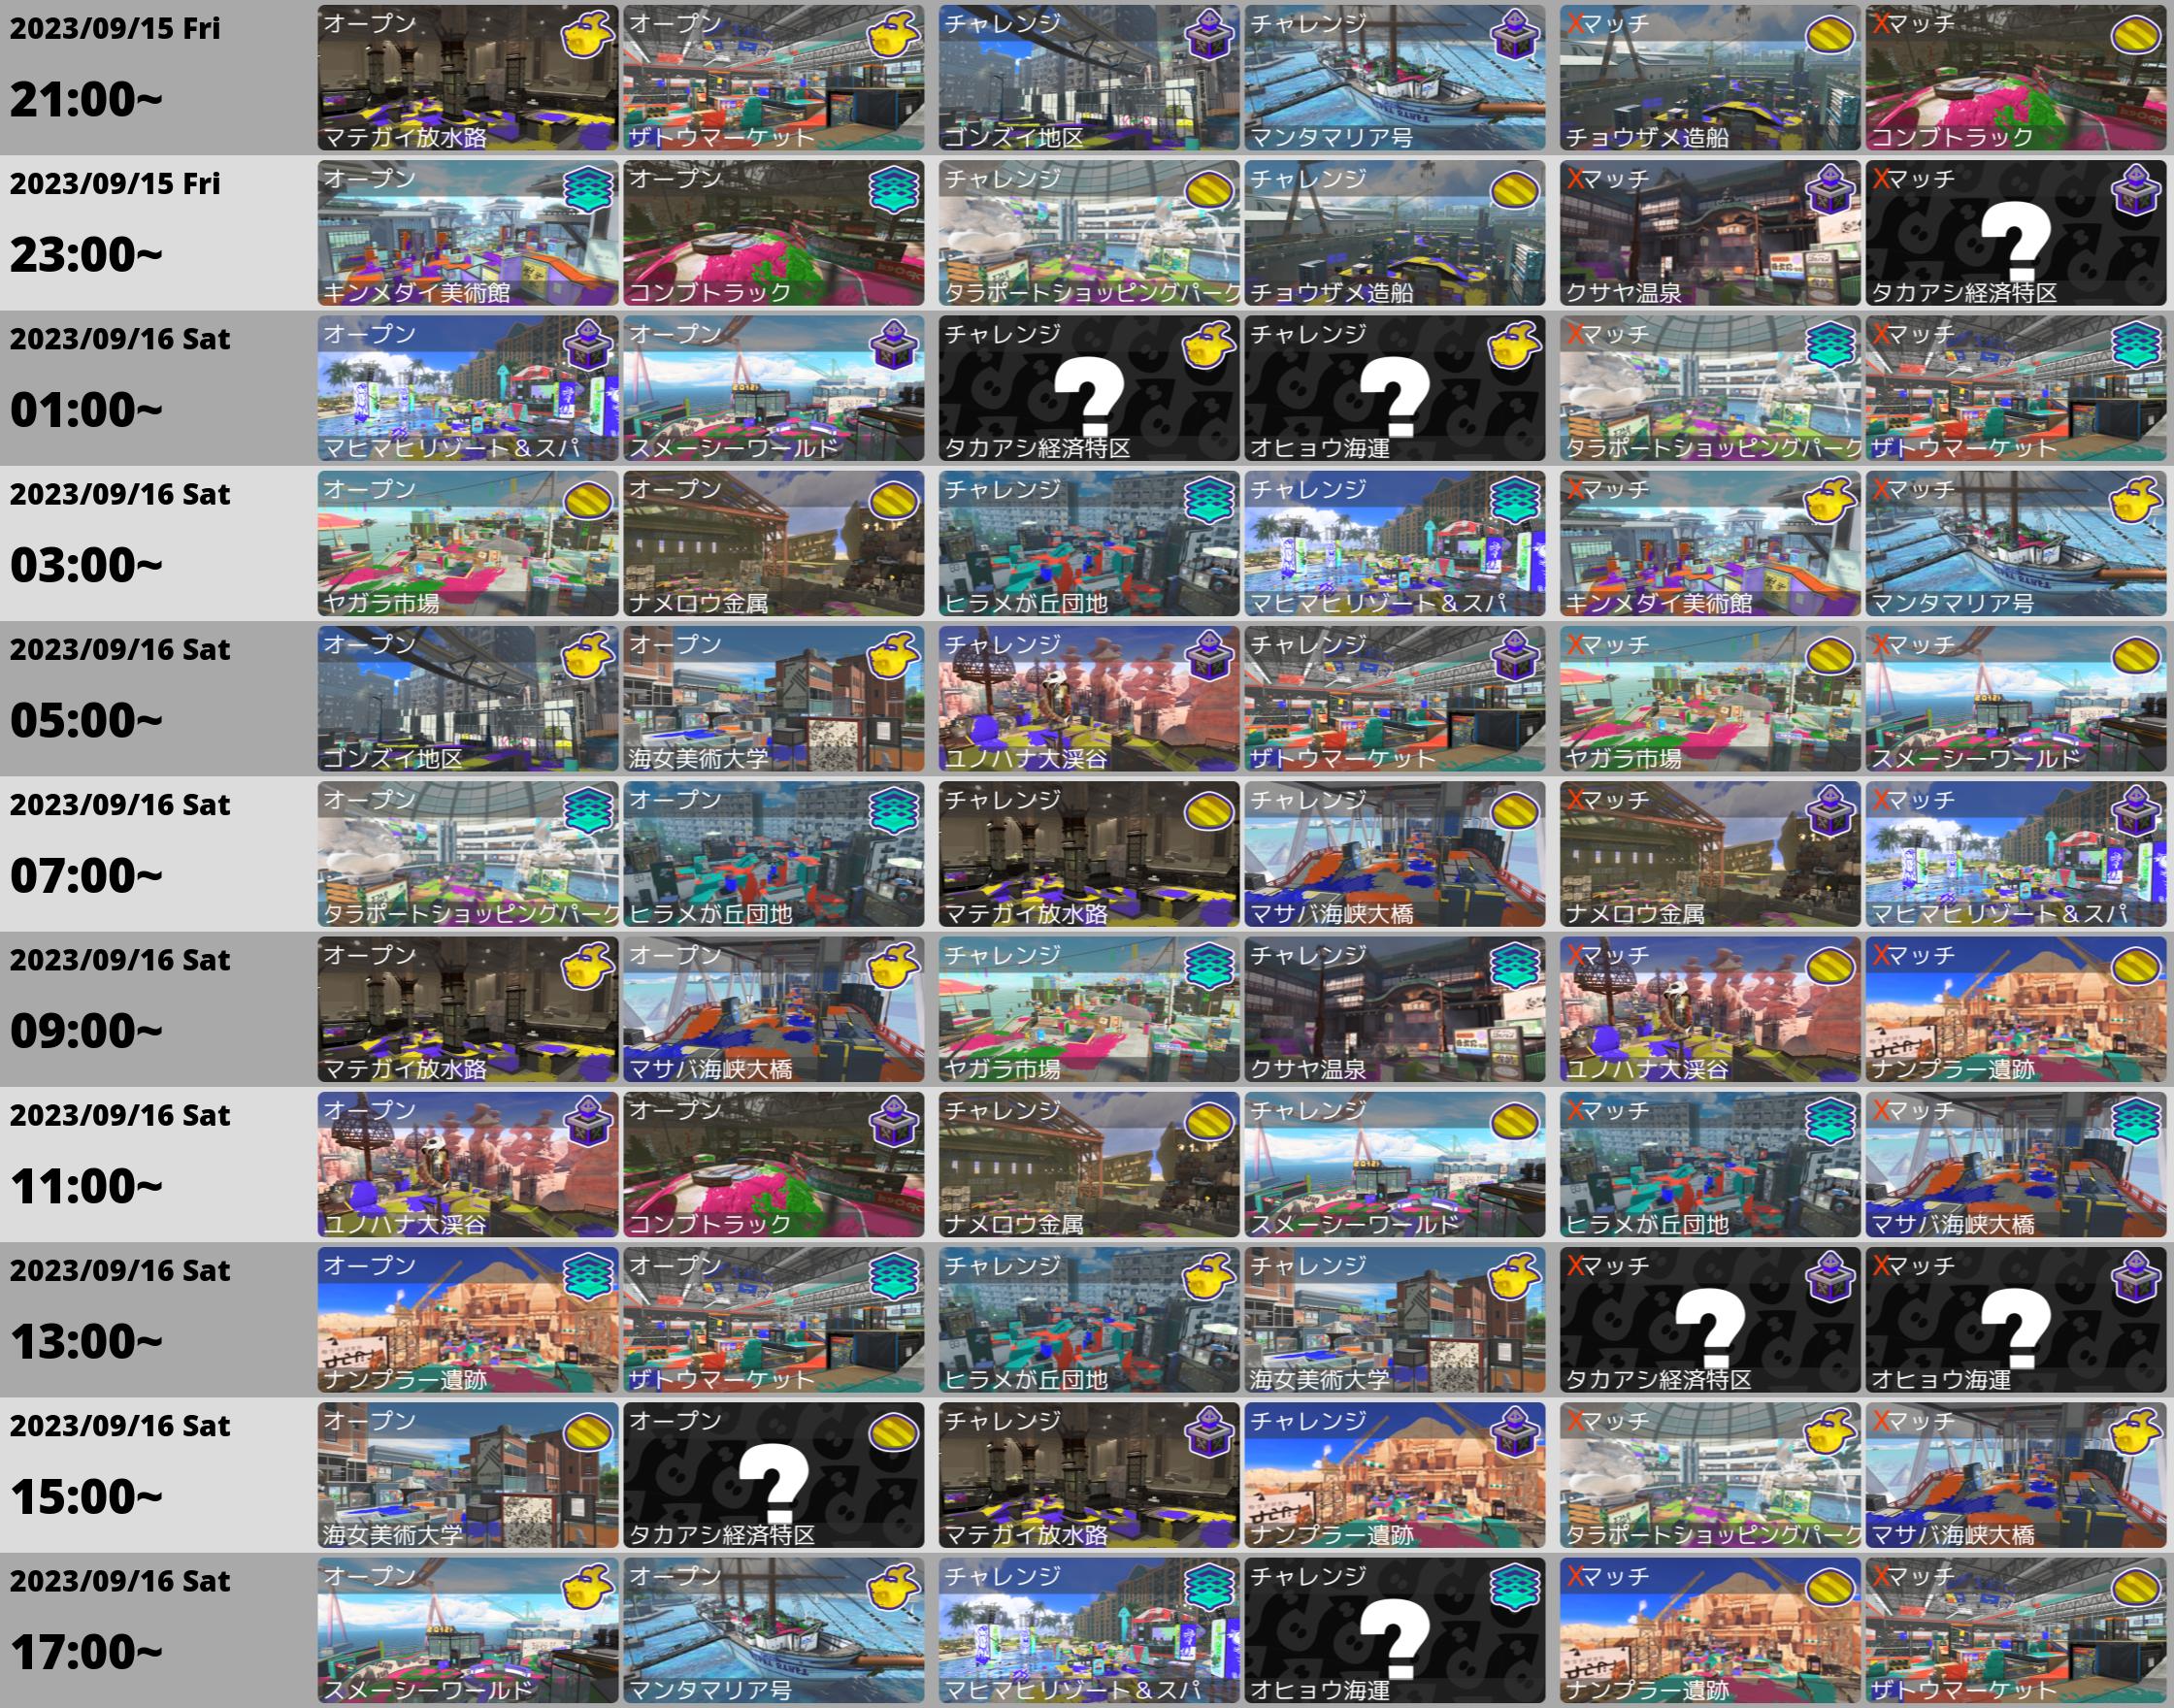 2023/09/15 Fri
21:00~
オープン オープン チャレンジ チャレンジ Xマッチ Xマッチ
マテガイ放水路 ザトウマーケット ゴンズイ地区 マンタマリア号 チョウザメ造船 コンブトラック
2023/09/15 Fri
23:00~
オープン オープン チャレンジ チャレンジ Xマッチ Xマッチ
キンメダイ美術館 コンブトラック タラポートショッピングパーク チョウザメ造船 クサヤ温泉 タカアシ経済特区
?
2023/09/16 Sat
01:00~
オープン オープン チャレンジ チャレンジ Xマッチ Xマッチ
? ?
マヒマヒリゾート＆スパ スメーシーワールド タカアシ経済特区 オヒョウ海運 タラポートショッピングパーク ザトウマーケット
2023/09/16 Sat
03:00~
オープン オープン チャレンジ チャレンジ Xマッチ Xマッチ
ヤガラ市場 ナメロウ金属 ヒラメが丘団地 マヒマヒリゾート＆スパ キンメダイ美術館 マンタマリア号
2023/09/16 Sat
05:00~
オープン オープン チャレンジ チャレンジ Xマッチ Xマッチ
ゴンズイ地区 海女美術大学 ユノハナ大渓谷 ザトウマーケット ヤガラ市場 スメーシーワールド
2023/09/16 Sat
07:00~
オープン オープン チャレンジ チャレンジ Xマッチ Xマッチ
タラポートショッピングパーク ヒラメが丘団地 マテガイ放水路 マサバ海峡大橋 ナメロウ金属 マヒマヒリゾート＆スパ
2023/09/16 Sat
09:00~
オープン オープン チャレンジ チャレンジ Xマッチ Xマッチ
マテガイ放水路 マサバ海峡大橋 ヤガラ市場 クサヤ温泉 ユノハナ大渓谷 ナンプラー遺跡
2023/09/16 Sat
11:00~
オープン オープン チャレンジ チャレンジ Xマッチ Xマッチ
ユノハナ大渓谷 コンブトラック ナメロウ金属 スメーシーワールド ヒラメが丘団地 マサバ海峡大橋
2023/09/16 Sat
13:00~
オープン オープン チャレンジ チャレンジ Xマッチ Xマッチ
? ?
ナンプラー遺跡 ザトウマーケット ヒラメが丘団地 海女美術大学 タカアシ経済特区 オヒョウ海運
2023/09/16 Sat
15:00~
オープン オープン チャレンジ チャレンジ Xマッチ Xマッチ
?
海女美術大学 タカアシ経済特区 マテガイ放水路 ナンプラー遺跡 タラポートショッピングパーク マサバ海峡大橋
2023/09/16 Sat
17:00~
オープン オープン チャレンジ チャレンジ Xマッチ Xマッチ
?
スメーシーワールド マンタマリア号 マヒマヒリゾート＆スパ オヒョウ海運 ナンプラー遺跡 ザトウマーケット